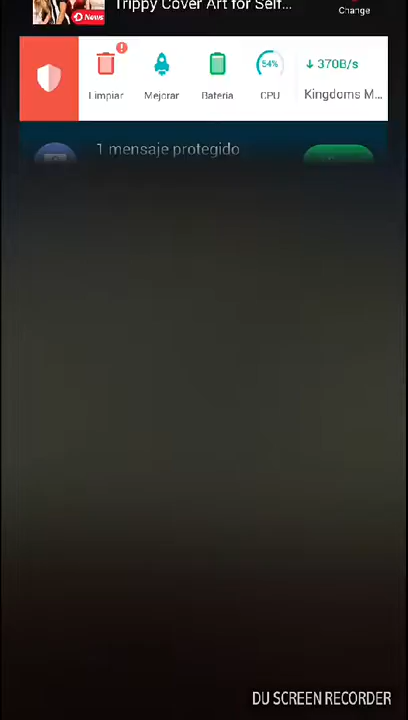 Trippy Cover Art for Self...
News
Change
Limpiar
Mejorar
Batería
54%
CPU
↓ 370B/s
Kingdoms M...
1 mensaje protegido
DU SCREEN RECORDER